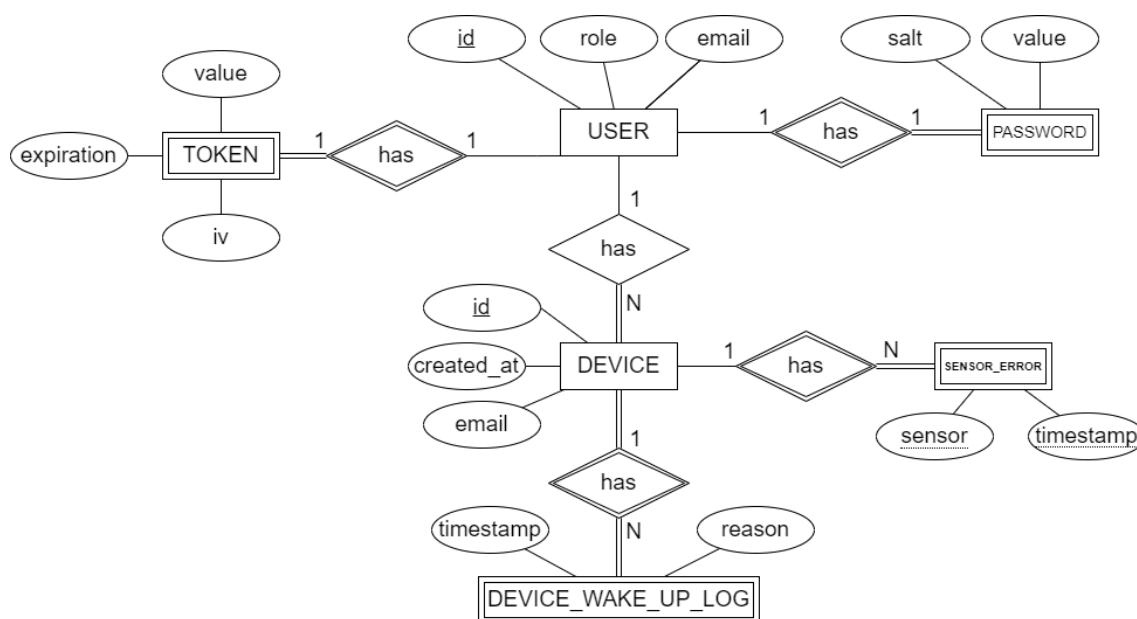 id
role
email
salt
value
value
expiration
TOKEN
1
has
1
USER
1
has
1
PASSWORD
iv
1
has
N
id
created_at
DEVICE
1
has
N
SENSOR_ERROR
email
sensor
timestamp
1
has
N
timestamp
reason
DEVICE_WAKE_UP_LOG